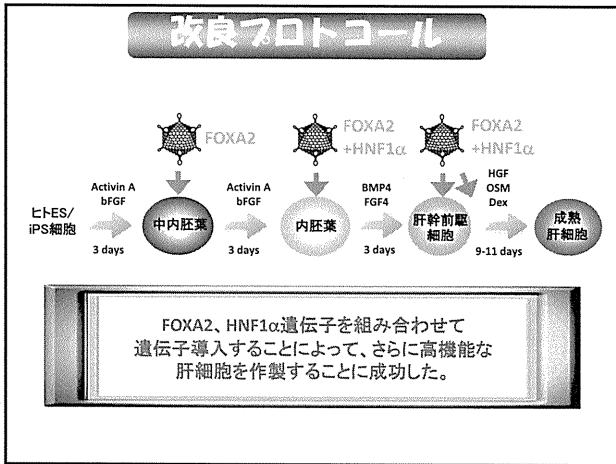 改良プロトコール
FOXA2
FOXA2
+HNF1α
FOXA2
+HNF1α
ヒトES/
iPS細胞
Activin A
bFGF
3 days
中内胚葉
Activin A
bFGF
3 days
内胚葉
BMP4
FGF4
3 days
肝幹前駆
細胞
HGF
OSM
Dex
9-11 days
成熟
肝細胞
FOXA2、HNF1α遺伝子を組み合わせて
遺伝子導入することによって、さらに高機能な
肝細胞を作製することに成功した。